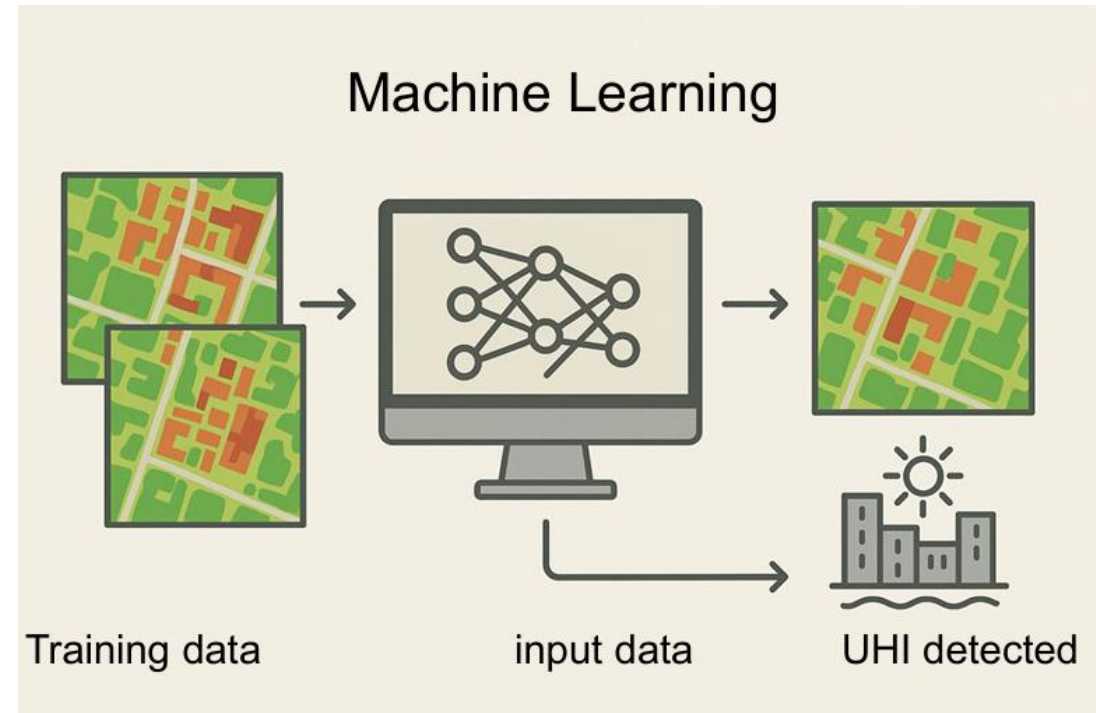 Machine Learning
Training data
input data
UHI detected